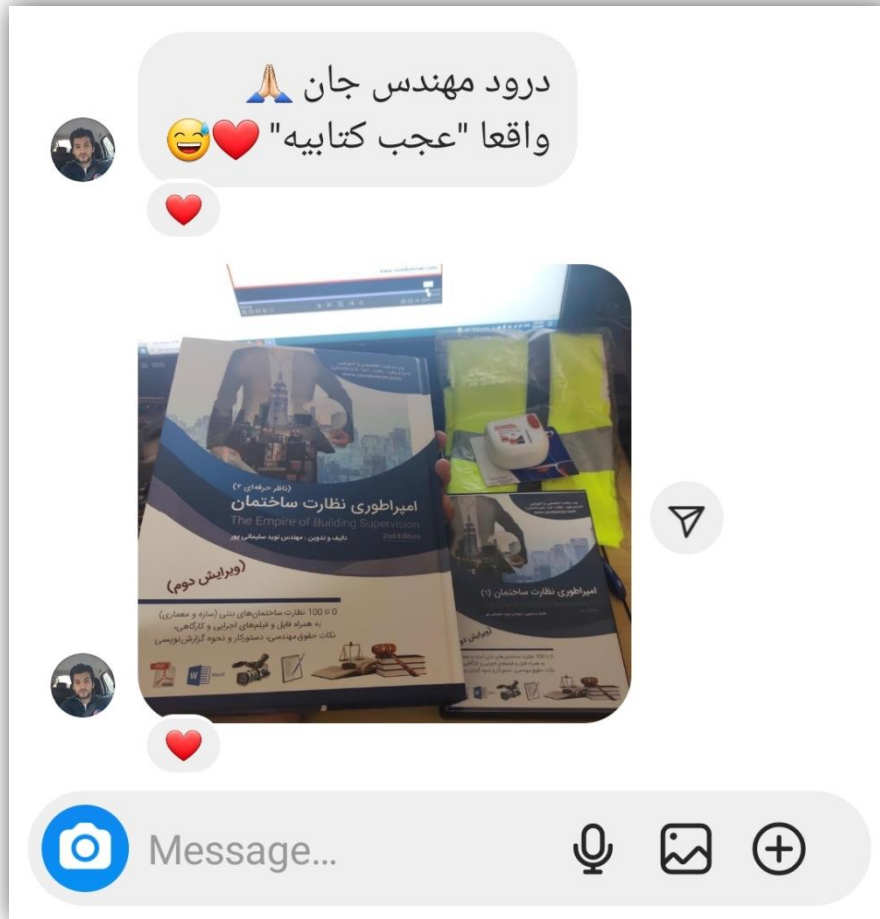 درود مهندس جان 🙏🏻
واقعا "عجب کتابیه" ❤️😅
(ناظر حرفه‌ای ۲)
امپراطوری نظارت ساختمان
The Empire of Building Supervision
2nd Edition
تالیف و تدوین : مهندس نوید سلیمانی پور
(ویرایش دوم)
0 تا 100 نظارت ساختمان‌های بتنی (سازه و معماری)
به همراه فایل و فیلم‌های اجرایی و کارگاهی،
نکات حقوق مهندسی، دستورکار و نحوه گزارش‌نویسی
PDF
W
امپراطوری نظارت ساختمان (۱)
Message...